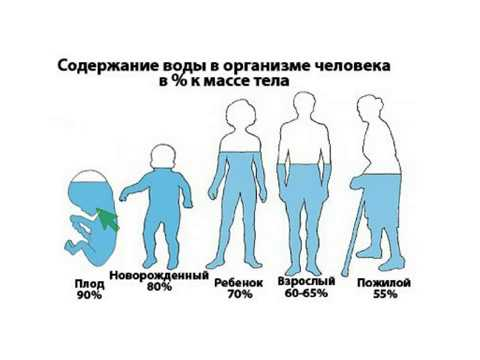 Содержание воды в организме человека
в % к массе тела
Плод
90%
Новорожденный
80%
Ребенок
70%
Взрослый
60-65%
Пожилой
55%